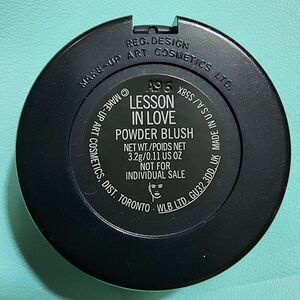 REG. DESIGN
MAKE-UP ART COSMETICS LTD.
A96
LESSON
IN LOVE
POWDER BLUSH
NET WT./POIDS NET
3.2g/0.11 US OZ
NOT FOR
INDIVIDUAL SALE
© MAKE-UP ART COSMETICS, DIST. TORONTO · WLB LTD. GU32 3DD UK MADE IN U.S.A.